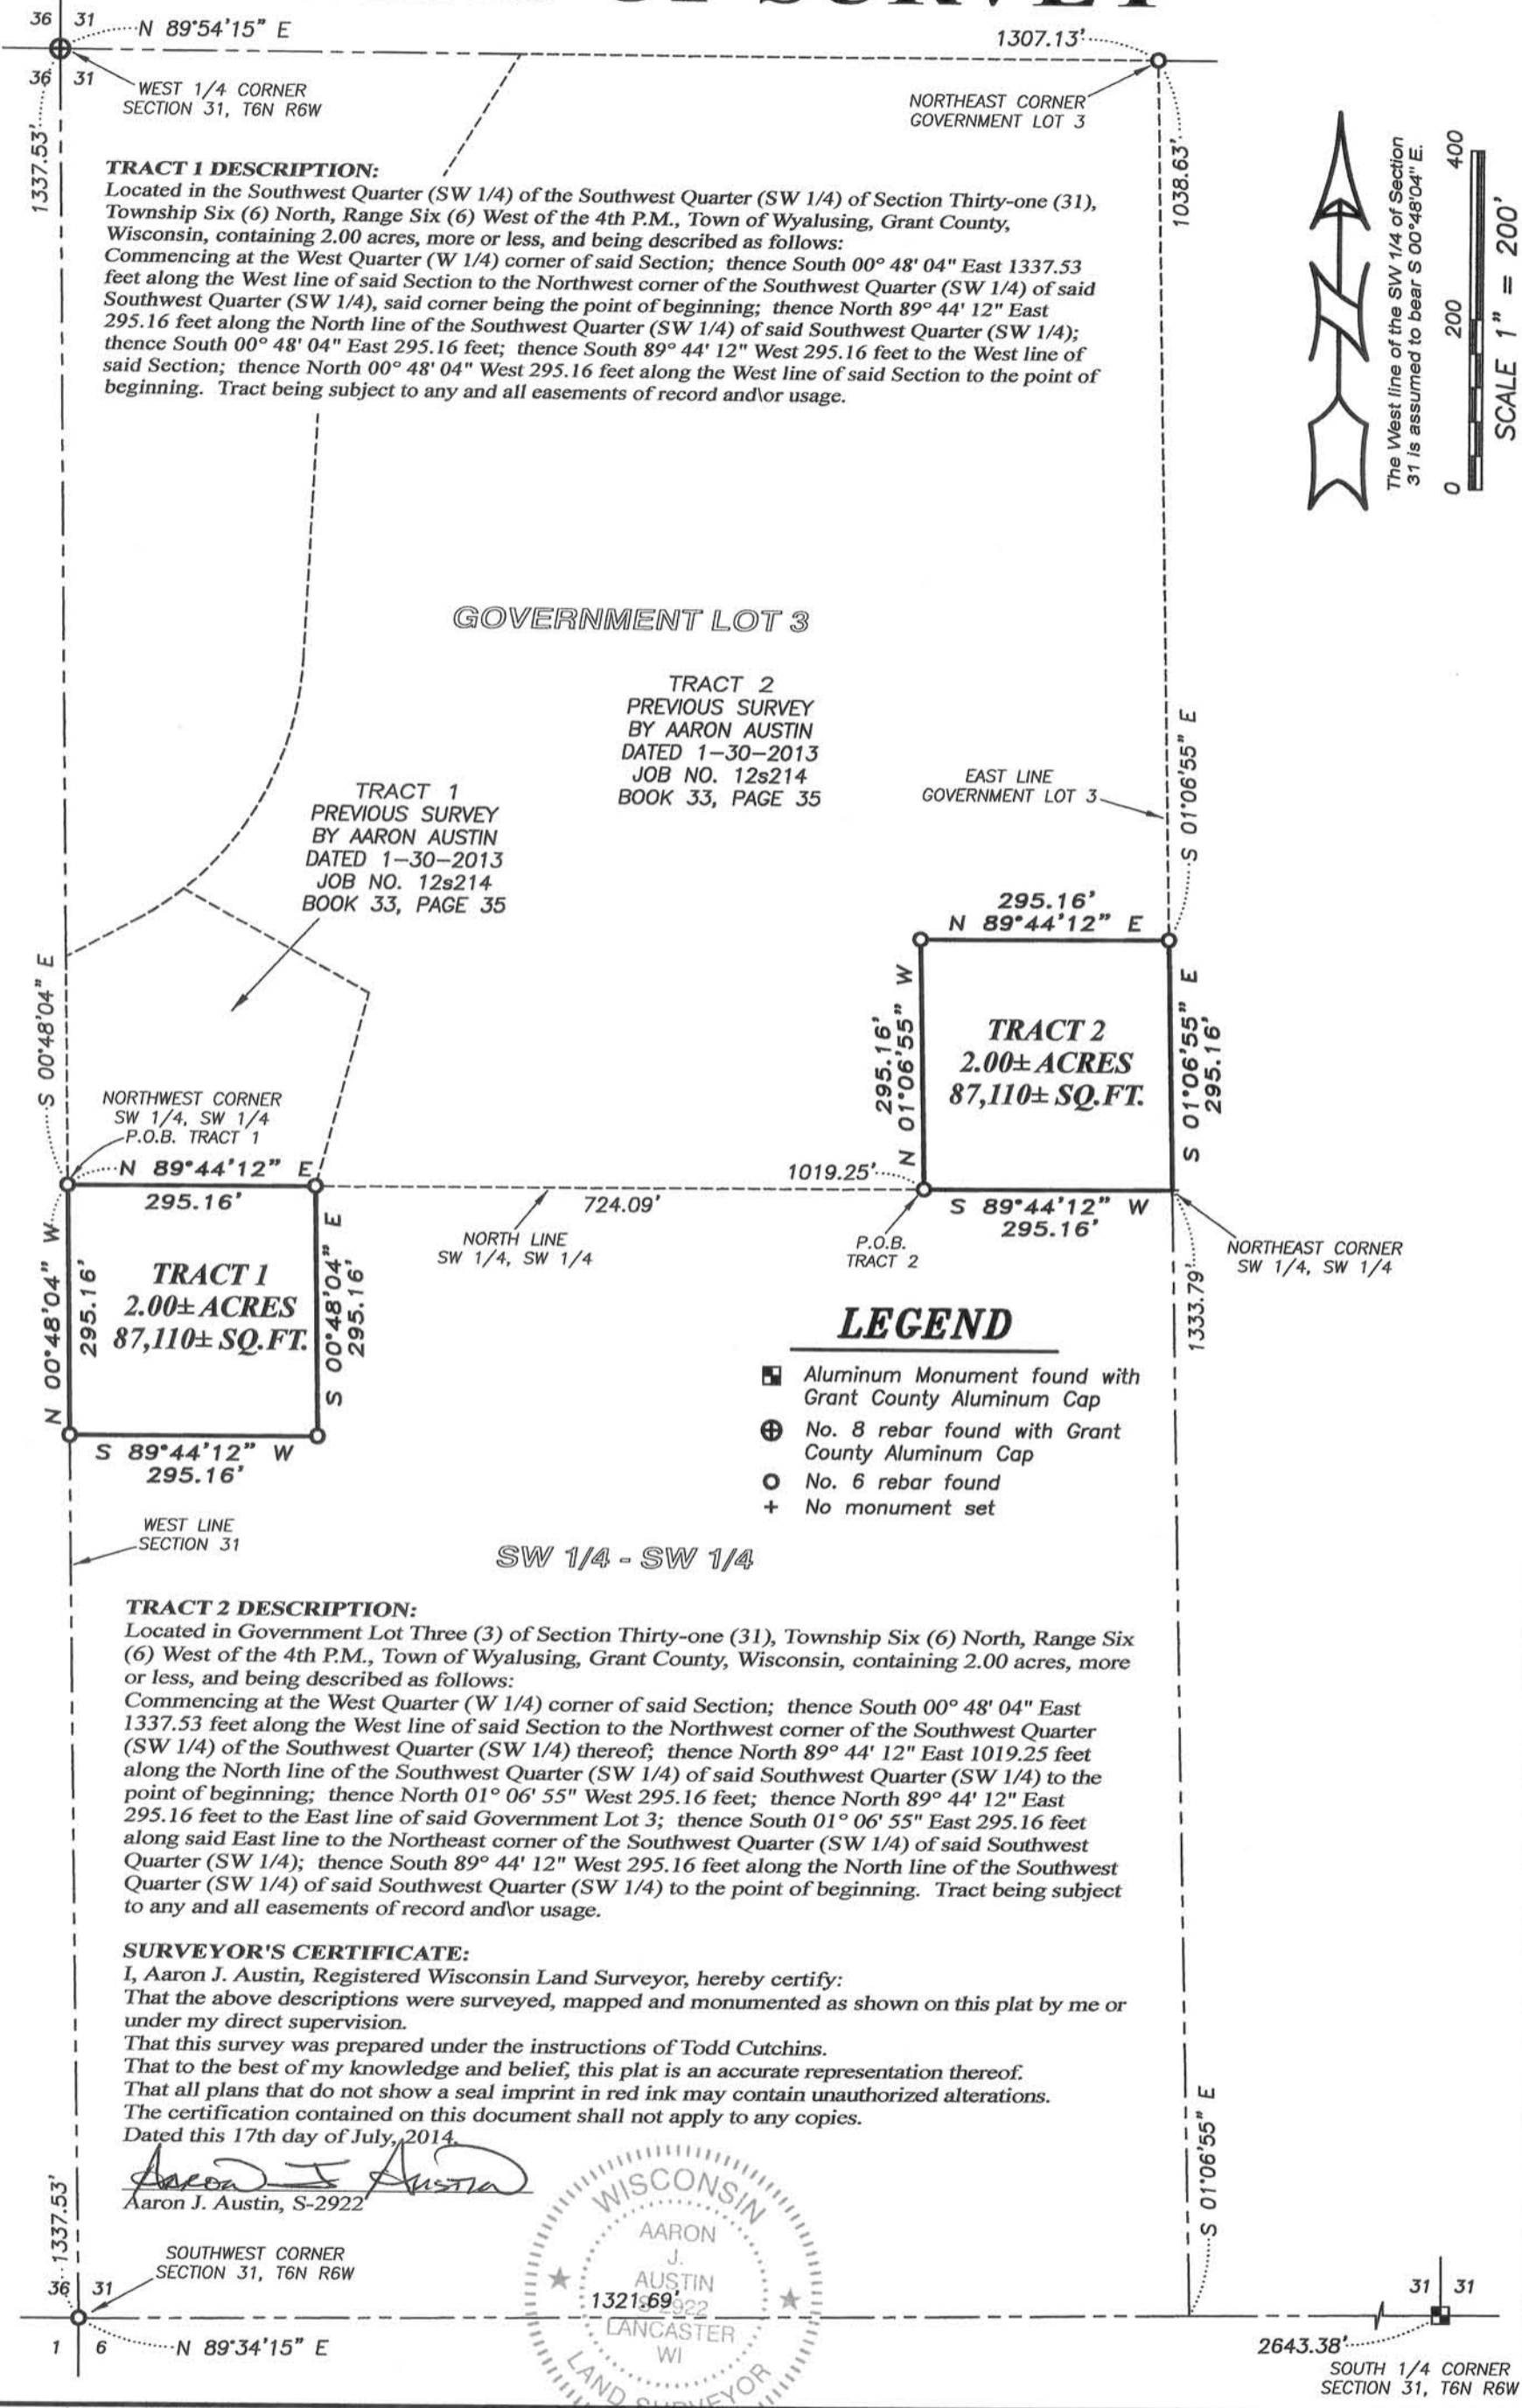 OF SURVEY
36 31
N 89°54'15" E
1307.13'
36 31
WEST 1/4 CORNER
SECTION 31, T6N R6W
NORTHEAST CORNER
GOVERNMENT LOT 3
1337.53'
1038.63'
TRACT 1 DESCRIPTION:
Located in the Southwest Quarter (SW 1/4) of the Southwest Quarter (SW 1/4) of Section Thirty-one (31),
Township Six (6) North, Range Six (6) West of the 4th P.M., Town of Wyalusing, Grant County,
Wisconsin, containing 2.00 acres, more or less, and being described as follows:
Commencing at the West Quarter (W 1/4) corner of said Section; thence South 00° 48' 04" East 1337.53
feet along the West line of said Section to the Northwest corner of the Southwest Quarter (SW 1/4) of said
Southwest Quarter (SW 1/4), said corner being the point of beginning; thence North 89° 44' 12" East
295.16 feet along the North line of the Southwest Quarter (SW 1/4) of said Southwest Quarter (SW 1/4);
thence South 00° 48' 04" East 295.16 feet; thence South 89° 44' 12" West 295.16 feet to the West line of
said Section; thence North 00° 48' 04" West 295.16 feet along the West line of said Section to the point of
beginning. Tract being subject to any and all easements of record and\or usage.
N
The West line of the SW 1/4 of Section
31 is assumed to bear S 00°48'04" E.
0 200 400
SCALE 1" = 200'
GOVERNMENT LOT 3
TRACT 2
PREVIOUS SURVEY
BY AARON AUSTIN
DATED 1-30-2013
JOB NO. 12s214
BOOK 33, PAGE 35
TRACT 1
PREVIOUS SURVEY
BY AARON AUSTIN
DATED 1-30-2013
JOB NO. 12s214
BOOK 33, PAGE 35
EAST LINE
GOVERNMENT LOT 3
S 01°06'55" E
295.16'
N 89°44'12" E
295.16'
N 01°06'55" W
TRACT 2
2.00± ACRES
87,110± SQ.FT.
S 01°06'55" E
295.16'
S 00°48'04" E
NORTHWEST CORNER
SW 1/4, SW 1/4
P.O.B. TRACT 1
N 89°44'12" E
295.16'
1019.25'
724.09'
NORTH LINE
SW 1/4, SW 1/4
S 89°44'12" W
295.16'
P.O.B.
TRACT 2
NORTHEAST CORNER
SW 1/4, SW 1/4
N 00°48'04" W
295.16'
TRACT 1
2.00± ACRES
87,110± SQ.FT.
S 00°48'04" E
295.16'
1333.79'
S 89°44'12" W
295.16'
LEGEND
Aluminum Monument found with
Grant County Aluminum Cap
No. 8 rebar found with Grant
County Aluminum Cap
No. 6 rebar found
+ No monument set
WEST LINE
SECTION 31
SW 1/4 - SW 1/4
TRACT 2 DESCRIPTION:
Located in Government Lot Three (3) of Section Thirty-one (31), Township Six (6) North, Range Six
(6) West of the 4th P.M., Town of Wyalusing, Grant County, Wisconsin, containing 2.00 acres, more
or less, and being described as follows:
Commencing at the West Quarter (W 1/4) corner of said Section; thence South 00° 48' 04" East
1337.53 feet along the West line of said Section to the Northwest corner of the Southwest Quarter
(SW 1/4) of the Southwest Quarter (SW 1/4) thereof; thence North 89° 44' 12" East 1019.25 feet
along the North line of the Southwest Quarter (SW 1/4) of said Southwest Quarter (SW 1/4) to the
point of beginning; thence North 01° 06' 55" West 295.16 feet; thence North 89° 44' 12" East
295.16 feet to the East line of said Government Lot 3; thence South 01° 06' 55" East 295.16 feet
along said East line to the Northeast corner of the Southwest Quarter (SW 1/4) of said Southwest
Quarter (SW 1/4); thence South 89° 44' 12" West 295.16 feet along the North line of the Southwest
Quarter (SW 1/4) of said Southwest Quarter (SW 1/4) to the point of beginning. Tract being subject
to any and all easements of record and\or usage.
SURVEYOR'S CERTIFICATE:
I, Aaron J. Austin, Registered Wisconsin Land Surveyor, hereby certify:
That the above descriptions were surveyed, mapped and monumented as shown on this plat by me or
under my direct supervision.
That this survey was prepared under the instructions of Todd Cutchins.
That to the best of my knowledge and belief, this plat is an accurate representation thereof.
That all plans that do not show a seal imprint in red ink may contain unauthorized alterations.
The certification contained on this document shall not apply to any copies.
Dated this 17th day of July, 2014.
Aaron J Austin
Aaron J. Austin, S-2922
WISCONSIN
AARON
J.
AUSTIN
S-2922
LANCASTER
WI
LAND SURVEYOR
1337.53'
SOUTHWEST CORNER
SECTION 31, T6N R6W
36 31
1 6
N 89°34'15" E
1321.69'
S 01°06'55" E
31 31
2643.38'
SOUTH 1/4 CORNER
SECTION 31, T6N R6W